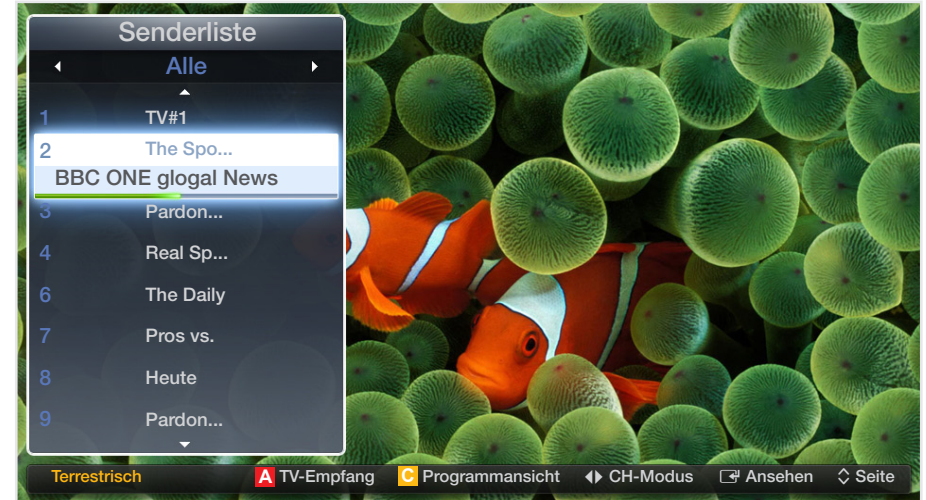 Senderliste
Alle
1 TV#1
2 The Spo...
BBC ONE glogal News
3 Pardon...
4 Real Sp...
6 The Daily
7 Pros vs.
8 Heute
9 Pardon...
Terrestrisch A TV-Empfang C Programmansicht CH-Modus Ansehen Seite